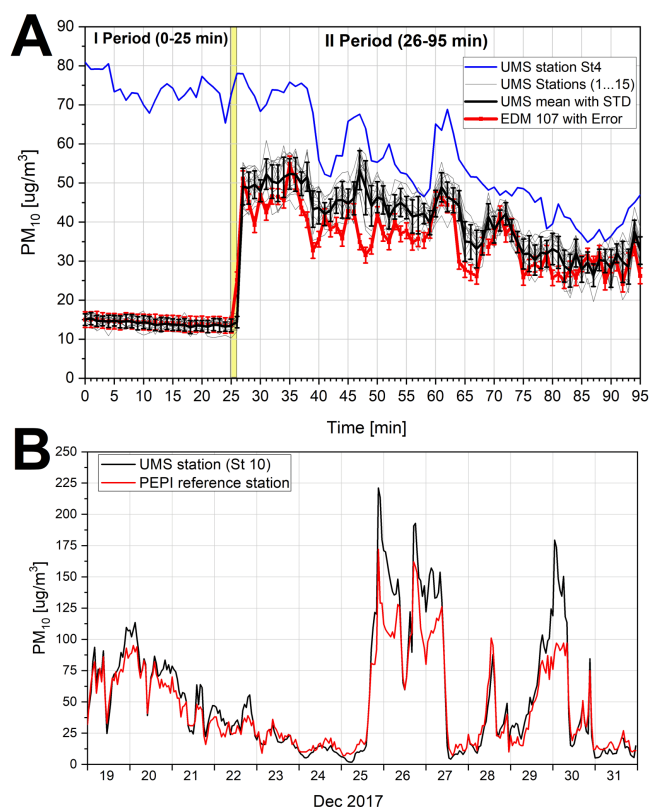 A
I Period (0-25 min)
II Period (26-95 min)
UMS station St4
UMS Stations (1...15)
UMS mean with STD
EDM 107 with Error
PM10 [ug/m3]
90
80
70
60
50
40
30
20
10
0
0 5 10 15 20 25 30 35 40 45 50 55 60 65 70 75 80 85 90 95
Time [min]
B
UMS station (St 10)
PEPI reference station
PM10 [ug/m3]
250
225
200
175
150
125
100
75
50
25
0
19 20 21 22 23 24 25 26 27 28 29 30 31
Dec 2017